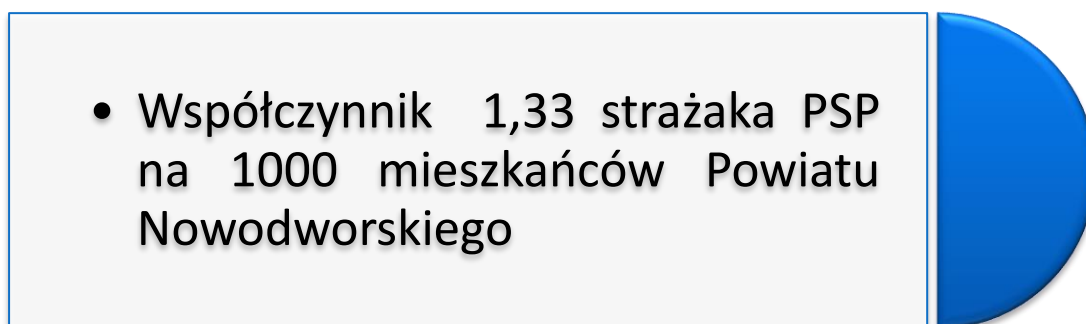 • Współczynnik 1,33 strażaka PSP
na 1000 mieszkańców Powiatu
Nowodworskiego